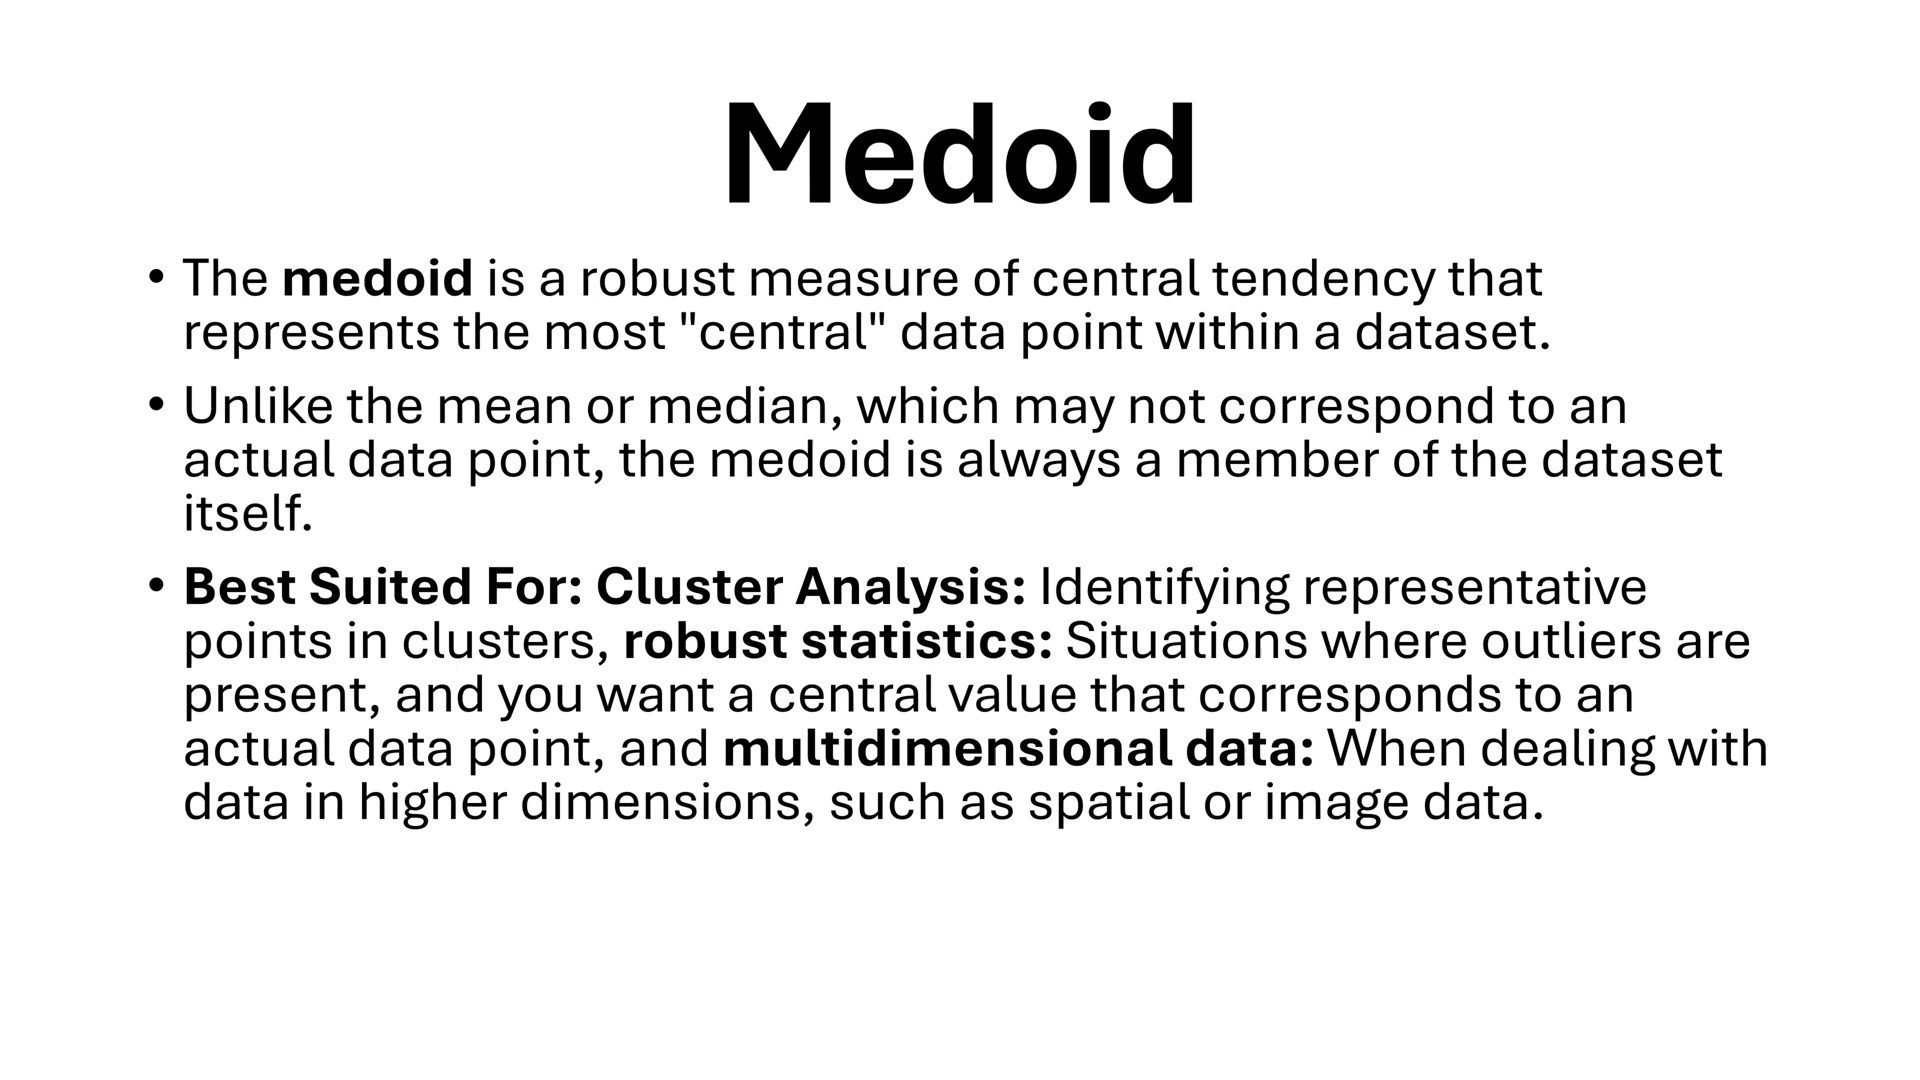 Medoid
• The medoid is a robust measure of central tendency that
represents the most "central" data point within a dataset.
• Unlike the mean or median, which may not correspond to an
actual data point, the medoid is always a member of the dataset
itself.
• Best Suited For: Cluster Analysis: Identifying representative
points in clusters, robust statistics: Situations where outliers are
present, and you want a central value that corresponds to an
actual data point, and multidimensional data: When dealing with
data in higher dimensions, such as spatial or image data.